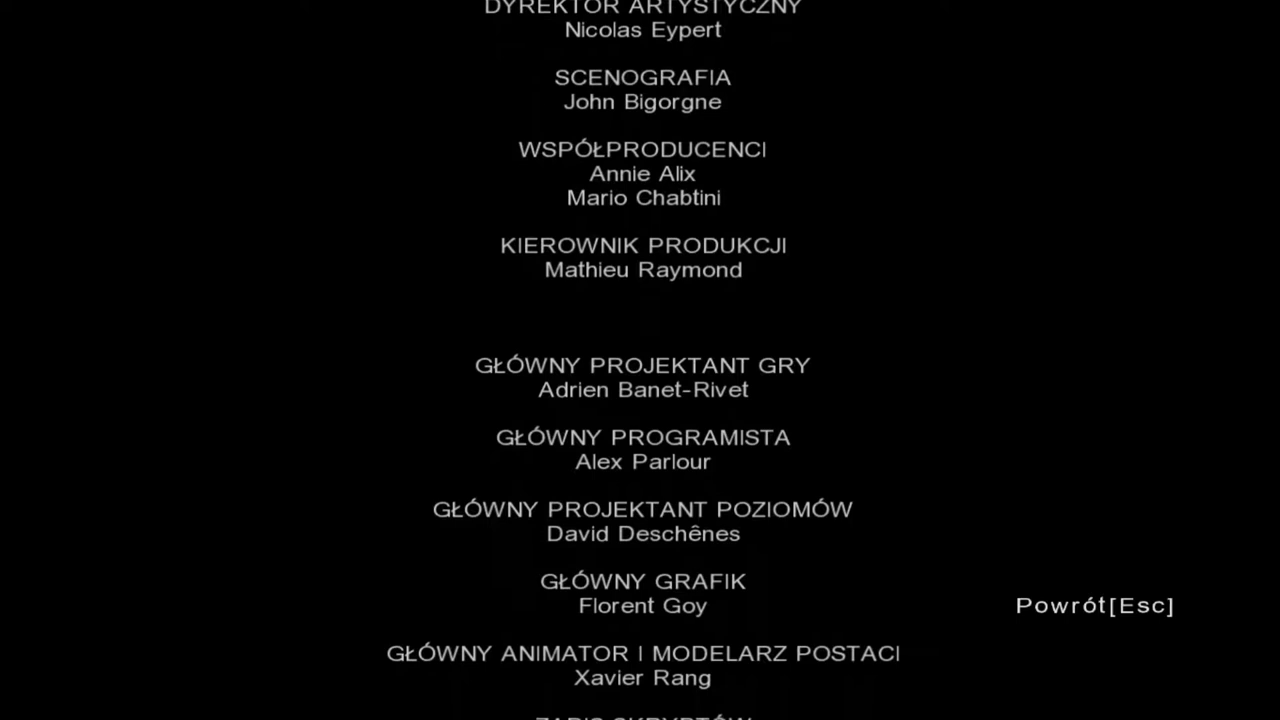 DYREKTOR ARTYSTYCZNY
Nicolas Eypert
SCENOGRAFIA
John Bigorgne
WSPÓŁPRODUCENCI
Annie Alix
Mario Chabtini
KIEROWNIK PRODUKCJI
Mathieu Raymond
GŁÓWNY PROJEKTANT GRY
Adrien Banet-Rivet
GŁÓWNY PROGRAMISTA
Alex Parlour
GŁÓWNY PROJEKTANT POZIOMÓW
David Deschênes
GŁÓWNY GRAFIK
Florent Goy
Powrót[Esc]
GŁÓWNY ANIMATOR I MODELARZ POSTACI
Xavier Rang
ZAPIS SKRYPTÓW